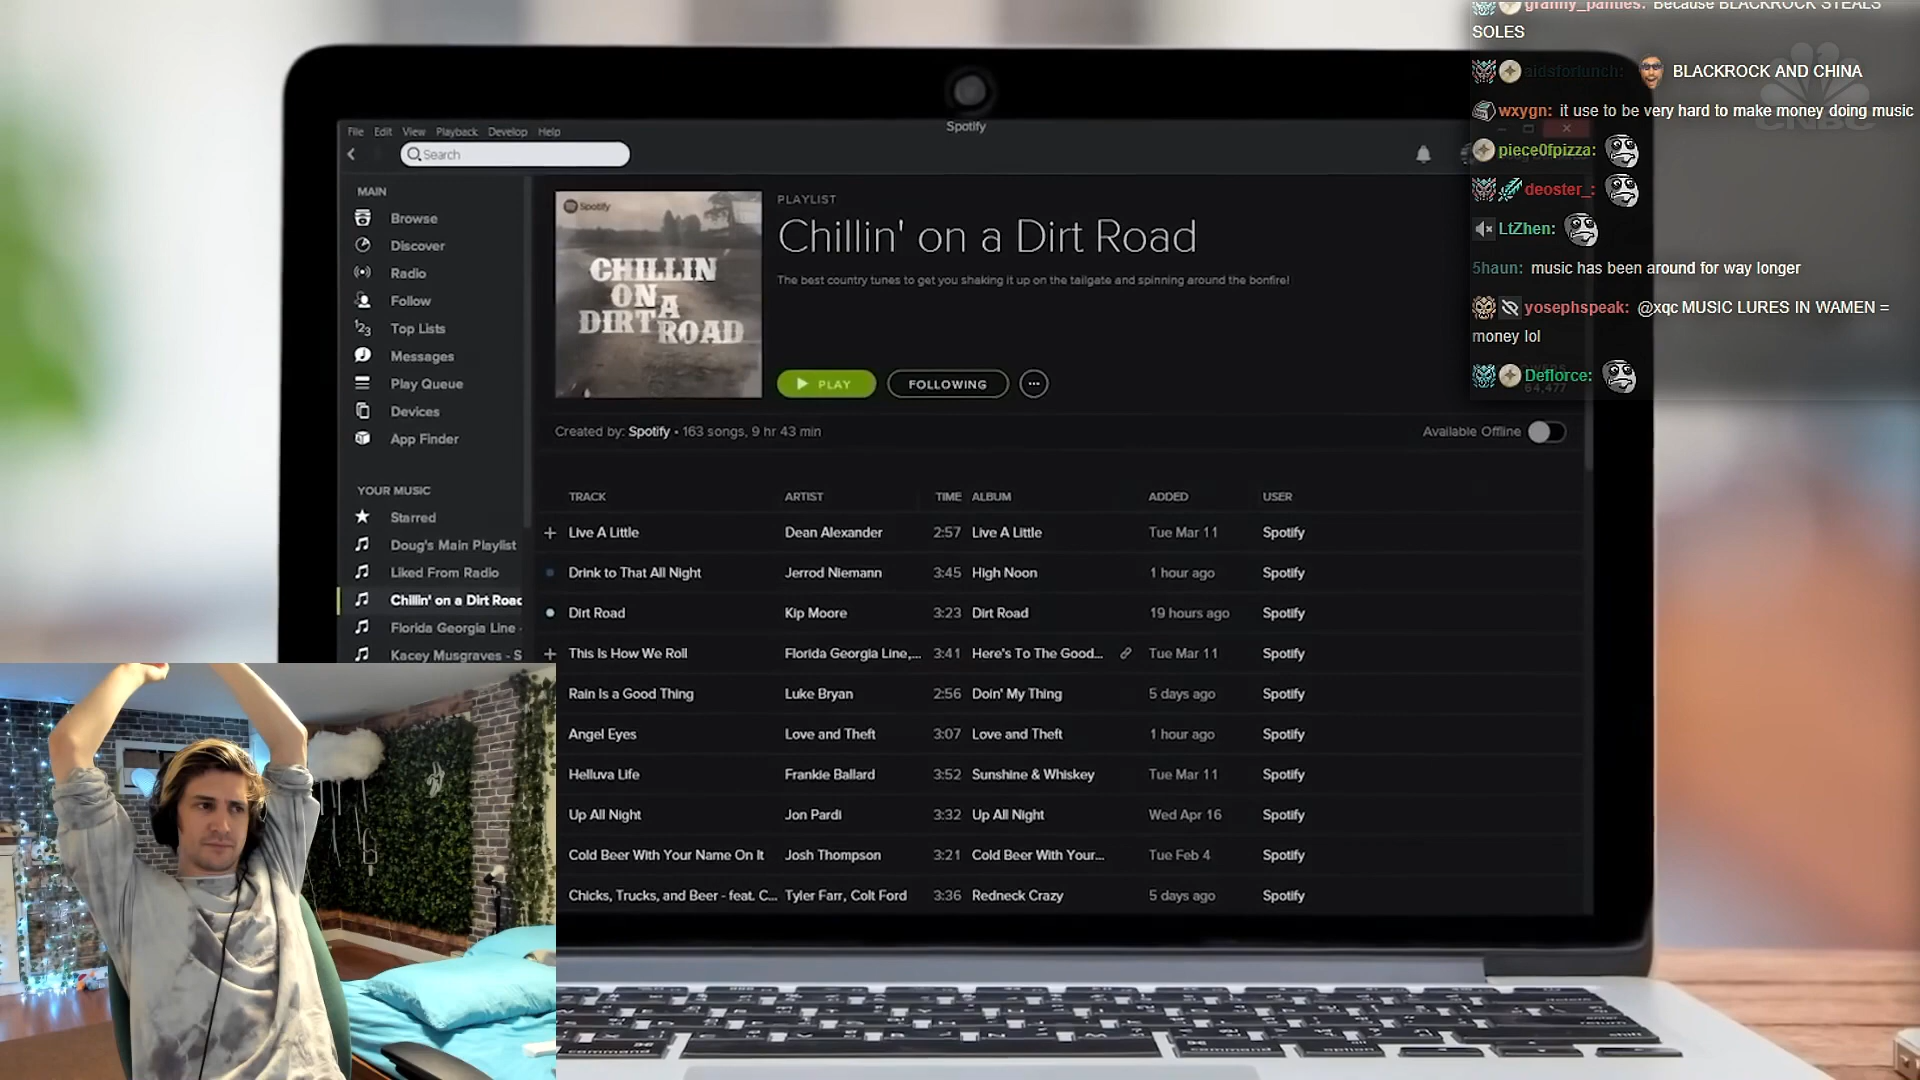 granny_panties: Because BLACKROCK STEALS
SOLES
aidsforlunch: BLACKROCK AND CHINA
wxygn: it use to be very hard to make money doing music
piece0fpizza:
deoster_:
LtZhen:
5haun: music has been around for way longer
yosephspeak: @xqc MUSIC LURES IN WAMEN =
money lol
Deflorce:
CNBC
Spotify
File Edit View Playback Develop Help
Search
MAIN
Browse
Discover
Radio
Follow
Top Lists
Messages
Play Queue
Devices
App Finder
YOUR MUSIC
Starred
Doug's Main Playlist
Liked From Radio
Chillin' on a Dirt Road
Florida Georgia Line -
Kacey Musgraves - S
Spotify
CHILLIN
ON A
DIRT ROAD
PLAYLIST
Chillin' on a Dirt Road
The best country tunes to get you shaking it up on the tailgate and spinning around the bonfire!
PLAY FOLLOWING
64,477
Created by: Spotify • 163 songs, 9 hr 43 min Available Offline
TRACK ARTIST TIME ALBUM ADDED USER
Live A Little Dean Alexander 2:57 Live A Little Tue Mar 11 Spotify
Drink to That All Night Jerrod Niemann 3:45 High Noon 1 hour ago Spotify
Dirt Road Kip Moore 3:23 Dirt Road 19 hours ago Spotify
This Is How We Roll Florida Georgia Line,... 3:41 Here's To The Good... Tue Mar 11 Spotify
Rain Is a Good Thing Luke Bryan 2:56 Doin' My Thing 5 days ago Spotify
Angel Eyes Love and Theft 3:07 Love and Theft 1 hour ago Spotify
Helluva Life Frankie Ballard 3:52 Sunshine & Whiskey Tue Mar 11 Spotify
Up All Night Jon Pardi 3:32 Up All Night Wed Apr 16 Spotify
Cold Beer With Your Name On It Josh Thompson 3:21 Cold Beer With Your... Tue Feb 4 Spotify
Chicks, Trucks, and Beer - feat. C... Tyler Farr, Colt Ford 3:36 Redneck Crazy 5 days ago Spotify
command command option